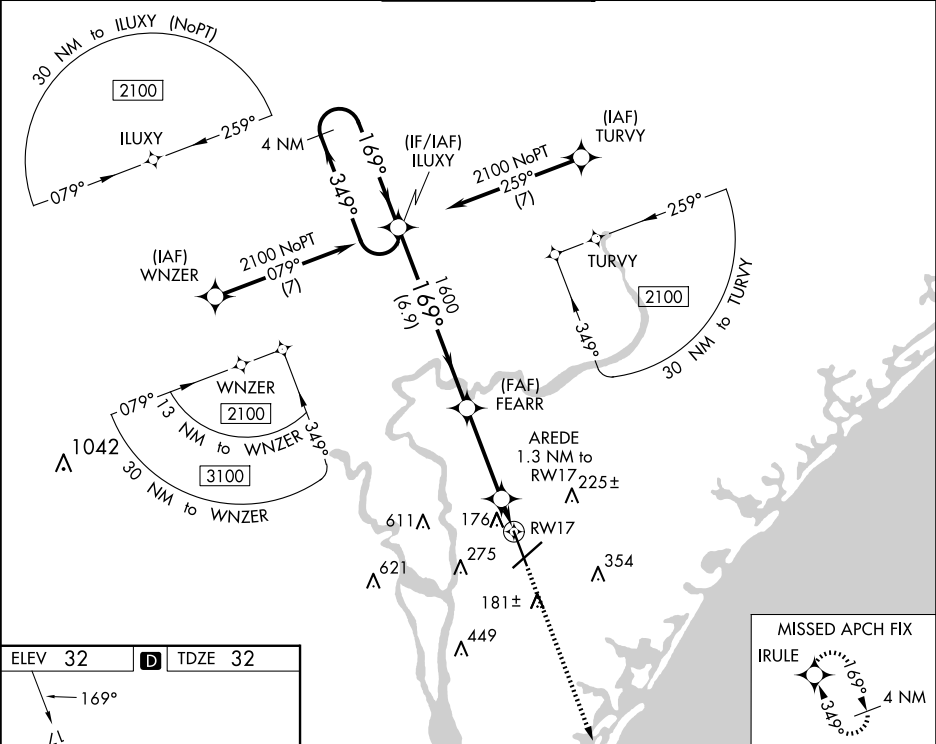 30 NM to ILUXY (NoPT)
2100
ILUXY
259°
079°
4 NM
169°
349°
(IF/IAF)
ILUXY
(IAF)
TURVY
2100 NoPT
259°
(7)
(IAF)
WNZER
2100 NoPT
079°
(7)
1600
169°
(6.9)
259°
TURVY
2100
349°
30 NM to TURVY
WNZER
079°
2100
13 NM to WNZER
349°
3100
30 NM to WNZER
1042
(FAF)
FEARR
AREDE
1.3 NM to
RW17
225±
611
176
RW17
621
275
354
181±
449
ELEV 32
D
TDZE 32
169°
MISSED APCH FIX
IRULE
169°
349°
4 NM